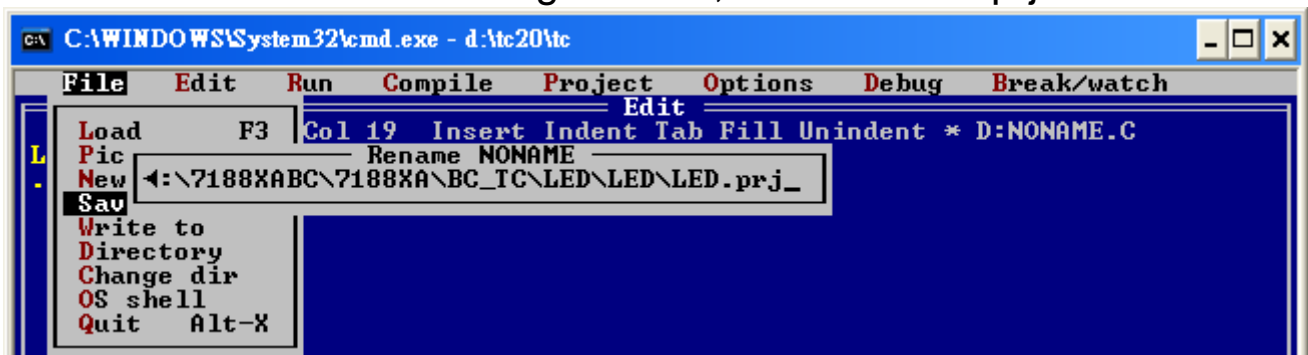 C:\WINDOWS\System32\cmd.exe - d:\tc20\tc
File Edit Run Compile Project Options Debug Break/watch
Edit
Col 19 Insert Indent Tab Fill Unindent * D:NONAME.C
Load F3
L Pic
Rename NONAME
. New
◄:\7188XABC\7188XA\BC_TC\LED\LED\LED.prj_
Sav
Write to
Directory
Change dir
OS shell
Quit Alt-X